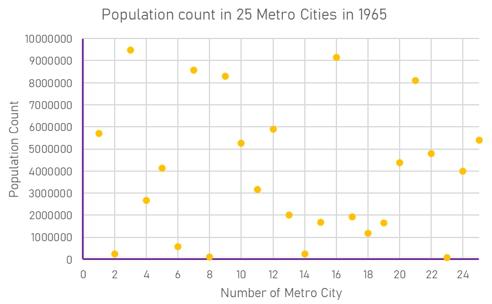 Population count in 25 Metro Cities in 1965
Population Count
10000000
9000000
8000000
7000000
6000000
5000000
4000000
3000000
2000000
1000000
0
0 2 4 6 8 10 12 14 16 18 20 22 24
Number of Metro City